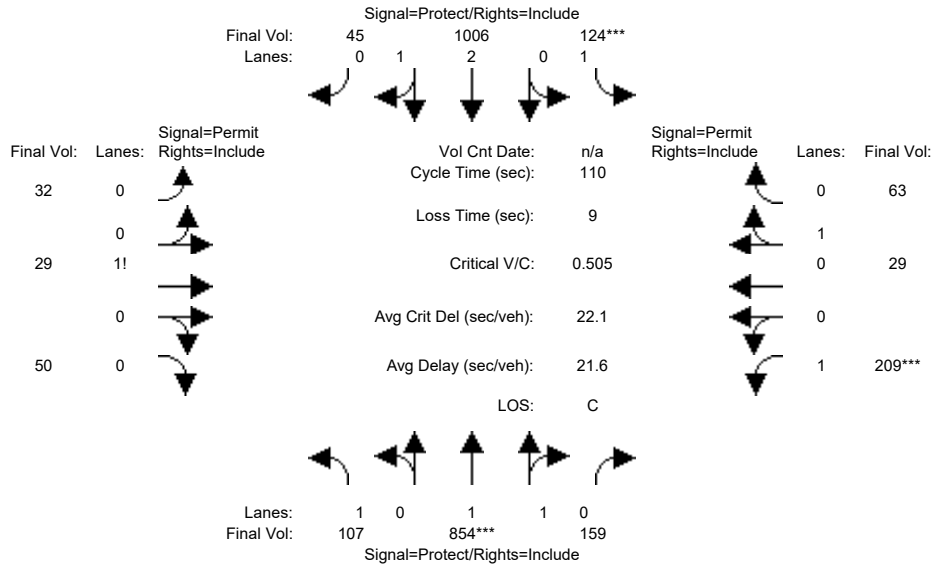 Signal=Protect/Rights=Include
Final Vol: 45 1006 124***
Lanes: 0 1 2 0 1
Signal=Permit Signal=Permit
Final Vol: Lanes: Rights=Include Vol Cnt Date: n/a Rights=Include Lanes: Final Vol:
Cycle Time (sec): 110
32 0 0 63
Loss Time (sec): 9
0 1
29 1! Critical V/C: 0.505 0 29
0 Avg Crit Del (sec/veh): 22.1 0
50 0 Avg Delay (sec/veh): 21.6 1 209***
LOS: C
Lanes: 1 0 1 1 0
Final Vol: 107 854*** 159
Signal=Protect/Rights=Include